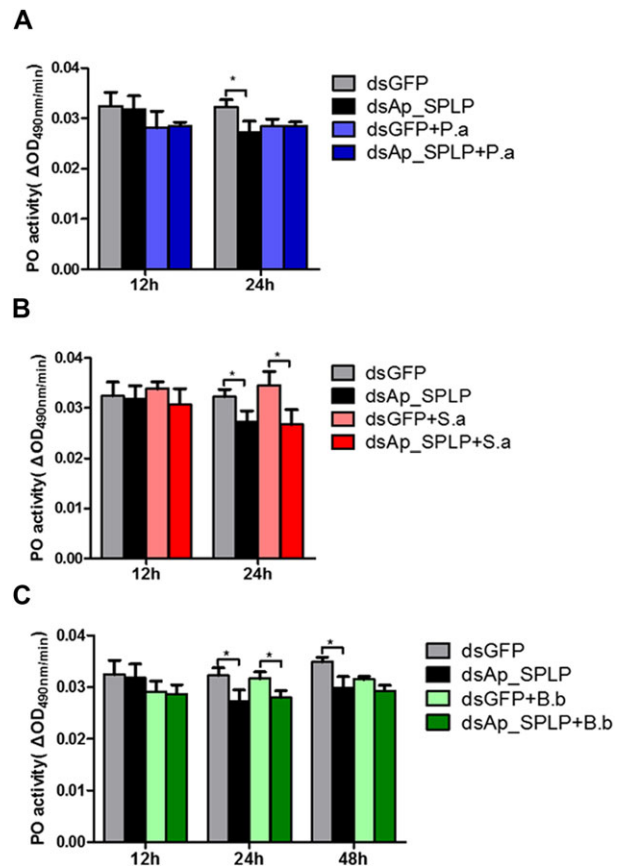 A
PO activity( ΔOD490nm/min)
0.04
0.03
0.02
0.01
0.00
*
12h
24h
dsGFP
dsAp_SPLP
dsGFP+P.a
dsAp_SPLP+P.a
B
PO activity( ΔOD490nm/min)
0.04
0.03
0.02
0.01
0.00
*
*
12h
24h
dsGFP
dsAp_SPLP
dsGFP+S.a
dsAp_SPLP+S.a
C
PO activity( ΔOD490nm/min)
0.04
0.03
0.02
0.01
0.00
*
*
*
12h
24h
48h
dsGFP
dsAp_SPLP
dsGFP+B.b
dsAp_SPLP+B.b